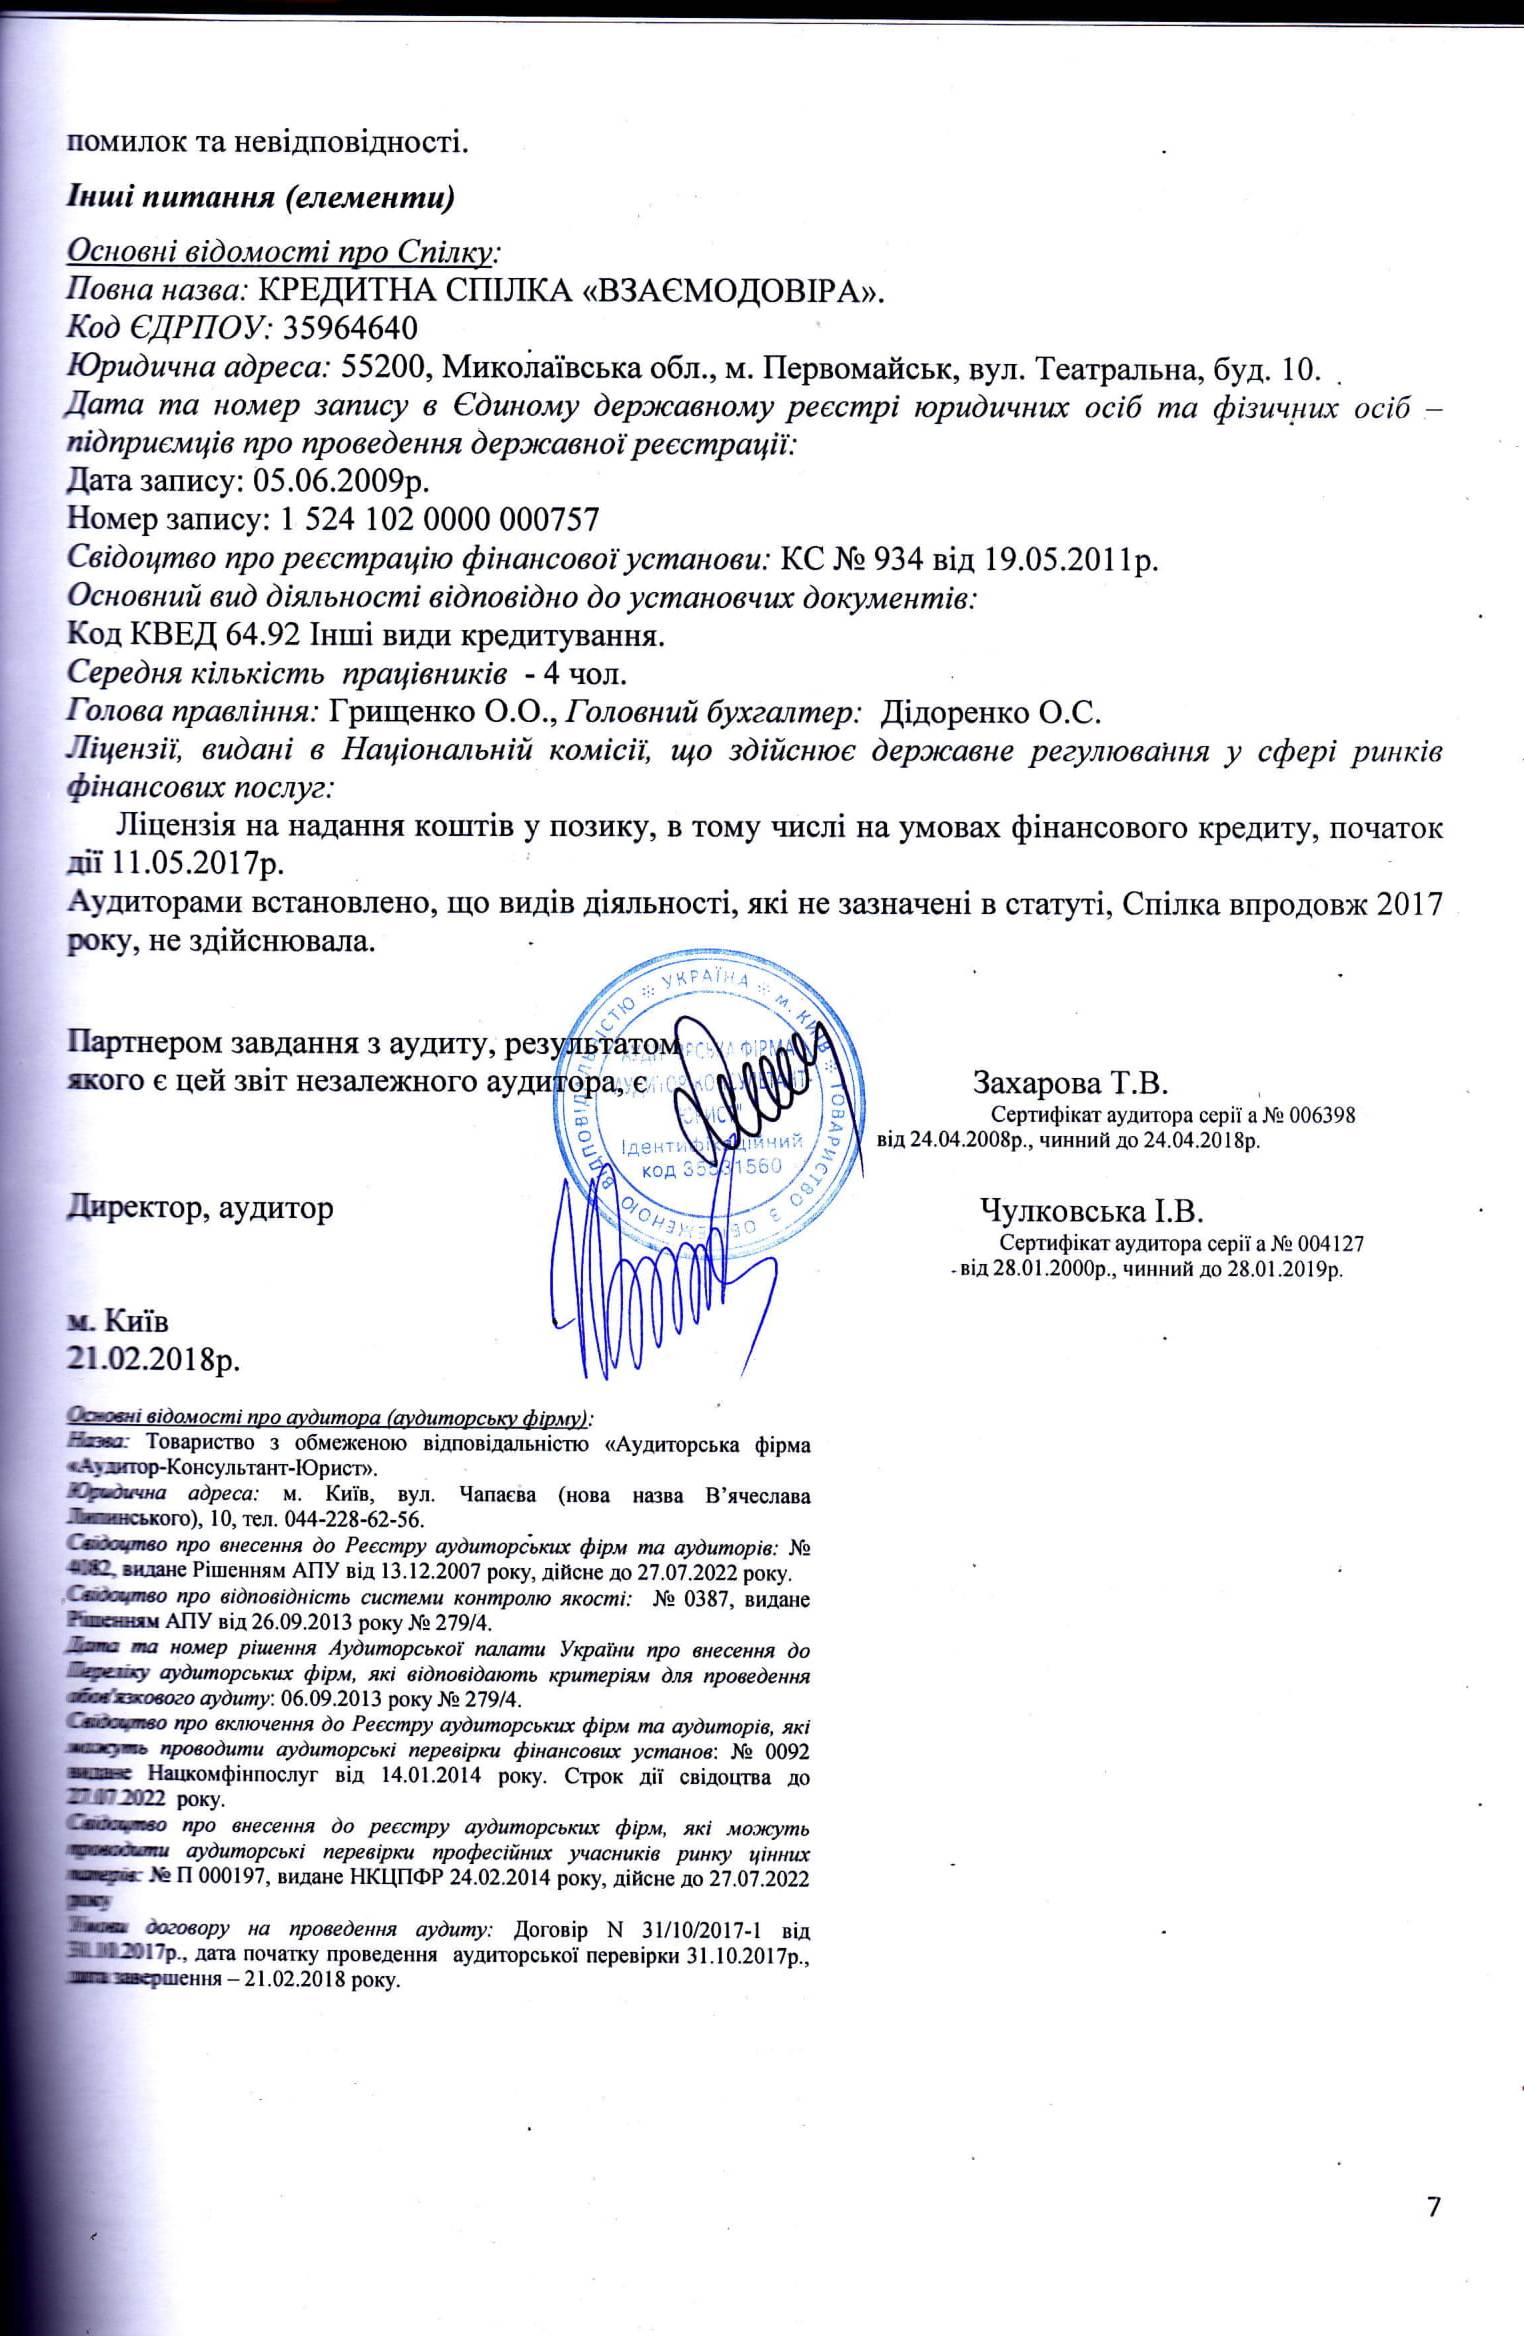 помилок та невідповідності.
Інші питання (елементи)
Основні відомості про Спілку:
Повна назва: КРЕДИТНА СПІЛКА «ВЗАЄМОДОВІРА».
Код ЄДРПОУ: 35964640
Юридична адреса: 55200, Миколаївська обл., м. Первомайськ, вул. Театральна, буд. 10.
Дата та номер запису в Єдиному державному реєстрі юридичних осіб та фізичних осіб –
підприємців про проведення державної реєстрації:
Дата запису: 05.06.2009р.
Номер запису: 1 524 102 0000 000757
Свідоцтво про реєстрацію фінансової установи: КС № 934 від 19.05.2011р.
Основний вид діяльності відповідно до установчих документів:
Код КВЕД 64.92 Інші види кредитування.
Середня кількість працівників - 4 чол.
Голова правління: Грищенко О.О., Головний бухгалтер: Дідоренко О.С.
Ліцензії, видані в Національній комісії, що здійснює державне регулювання у сфері ринків
фінансових послуг:
Ліцензія на надання коштів у позику, в тому числі на умовах фінансового кредиту, початок
дії 11.05.2017р.
Аудиторами встановлено, що видів діяльності, які не зазначені в статуті, Спілка впродовж 2017
року, не здійснювала.
УКРАЇНА * м. КИЇВ * ТОВАРИСТВО З ОБМЕЖЕНОЮ ВІДПОВІДАЛЬНІСТЮ
ФІРМА
Ідентифікаційний
код
Партнером завдання з аудиту, результатом
якого є цей звіт незалежного аудитора, є Захарова Т.В.
Сертифікат аудитора серії а № 006398
від 24.04.2008р., чинний до 24.04.2018р.
Директор, аудитор Чулковська І.В.
Сертифікат аудитора серії а № 004127
від 28.01.2000р., чинний до 28.01.2019р.
м. Київ
21.02.2018р.
Основні відомості про аудитора (аудиторську фірму):
Назва: Товариство з обмеженою відповідальністю «Аудиторська фірма
«Аудитор-Консультант-Юрист».
Юридична адреса: м. Київ, вул. Чапаєва (нова назва В’ячеслава
Липинського), 10, тел. 044-228-62-56.
Свідоцтво про внесення до Реєстру аудиторських фірм та аудиторів: №
4082, видане Рішенням АПУ від 13.12.2007 року, дійсне до 27.07.2022 року.
Свідоцтво про відповідність системи контролю якості: № 0387, видане
Рішенням АПУ від 26.09.2013 року № 279/4.
Дата та номер рішення Аудиторської палати України про внесення до
Переліку аудиторських фірм, які відповідають критеріям для проведення
обов'язкового аудиту: 06.09.2013 року № 279/4.
Свідоцтво про включення до Реєстру аудиторських фірм та аудиторів, які
можуть проводити аудиторські перевірки фінансових установ: № 0092
видане Нацкомфінпослуг від 14.01.2014 року. Строк дії свідоцтва до
27.07.2022 року.
Свідоцтво про внесення до реєстру аудиторських фірм, які можуть
проводити аудиторські перевірки професійних учасників ринку цінних
паперів: № П 000197, видане НКЦПФР 24.02.2014 року, дійсне до 27.07.2022
року
договору на проведення аудиту: Договір N 31/10/2017-1 від
р., дата початку проведення аудиторської перевірки 31.10.2017р.,
дата завершення – 21.02.2018 року.
7